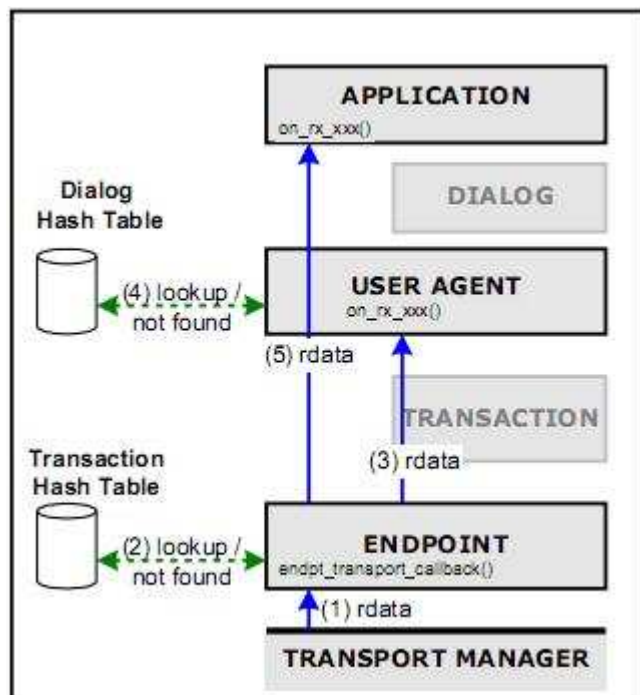 APPLICATION
on_rx_xxx()
DIALOG
Dialog
Hash Table
(4) lookup /
not found
USER AGENT
on_rx_xxx()
(5) rdata
TRANSACTION
(3) rdata
Transaction
Hash Table
(2) lookup /
not found
ENDPOINT
endpt_transport_callback()
(1) rdata
TRANSPORT MANAGER